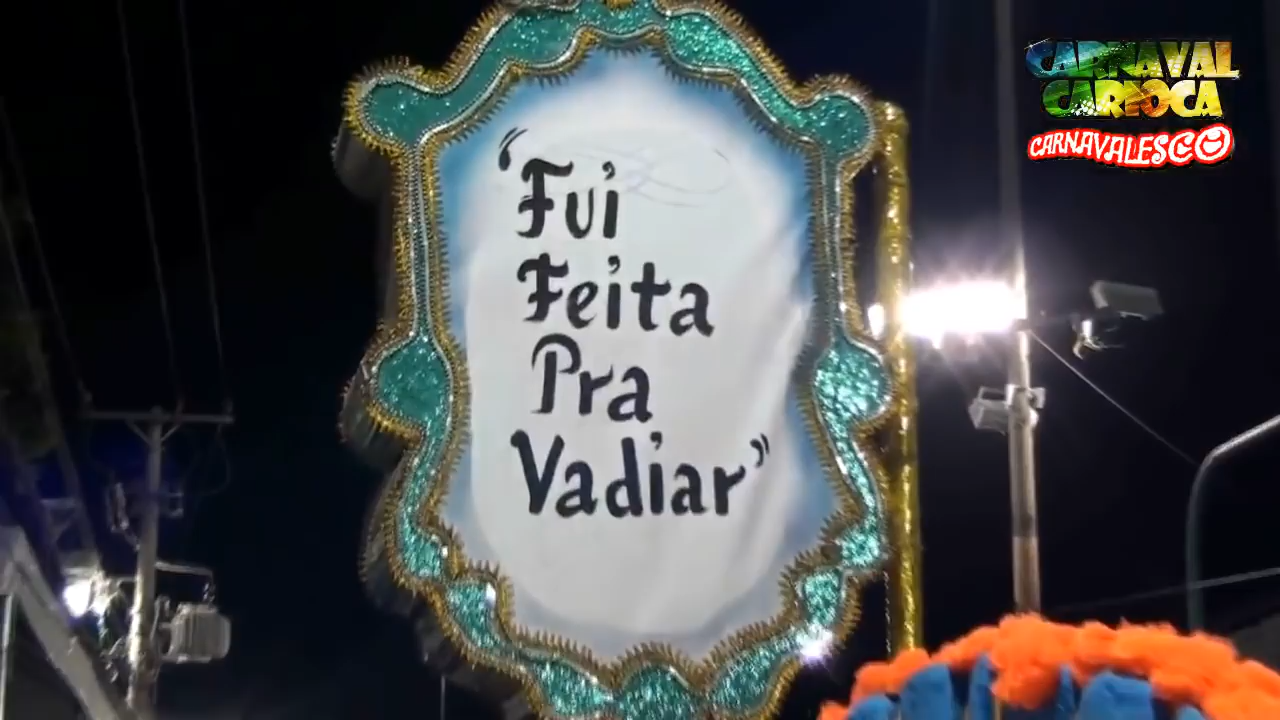 “Fui
Feita
Pra
Vadiar”
CARNAVAL
CARIOCA
CARNAVALESCO